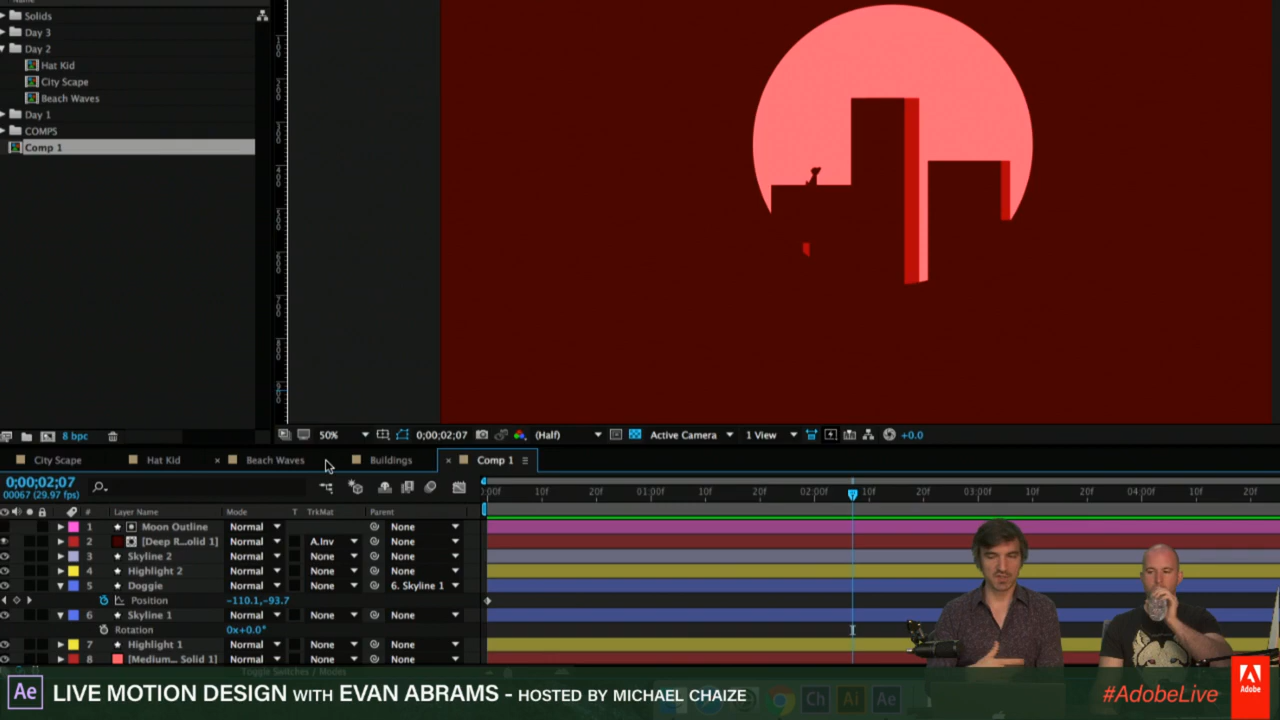 Solids
Day 3
Day 2
Hat Kid
City Scape
Beach Waves
Day 1
COMPS
Comp 1
8 bpc
50%
0;00;02;07
(Half)
Active Camera
1 View
+0.0
City Scape
Hat Kid
× Beach Waves
Buildings
× Comp 1
0;00;02;07
00067 (29.97 fps)
:00f 10f 20f 01:00f 10f 20f 02:00f 10f 20f 03:00f 10f 20f 04:00f 10f 20f
# Layer Name Mode T TrkMat Parent
1 Moon Outline Normal None
2 [Deep R...olid 1] Normal A.Inv None
3 Skyline 2 Normal None None
4 Highlight 2 Normal None None
5 Doggie Normal None 6. Skyline 1
Position -110.1,-93.7
6 Skyline 1 Normal None None
Rotation 0x+0.0°
7 Highlight 1 Normal None None
8 [Medium... Solid 1] Normal None None
Toggle Switches / Modes
Ch Ai Ae
Ae LIVE MOTION DESIGN WITH EVAN ABRAMS - HOSTED BY MICHAEL CHAIZE
#AdobeLive
Adobe